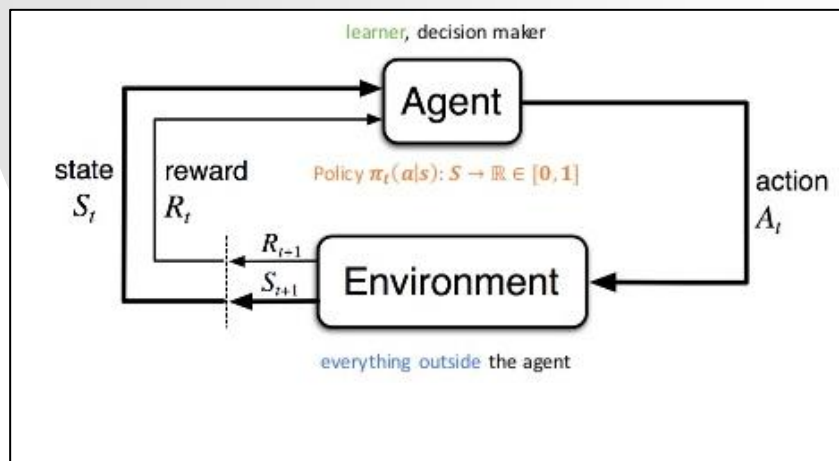 learner, decision maker
Agent
state
S_t
reward
R_t
Policy π_t(a|s): S → ℝ ∈ [0, 1]
action
A_t
R_{t+1}
S_{t+1}
Environment
everything outside the agent